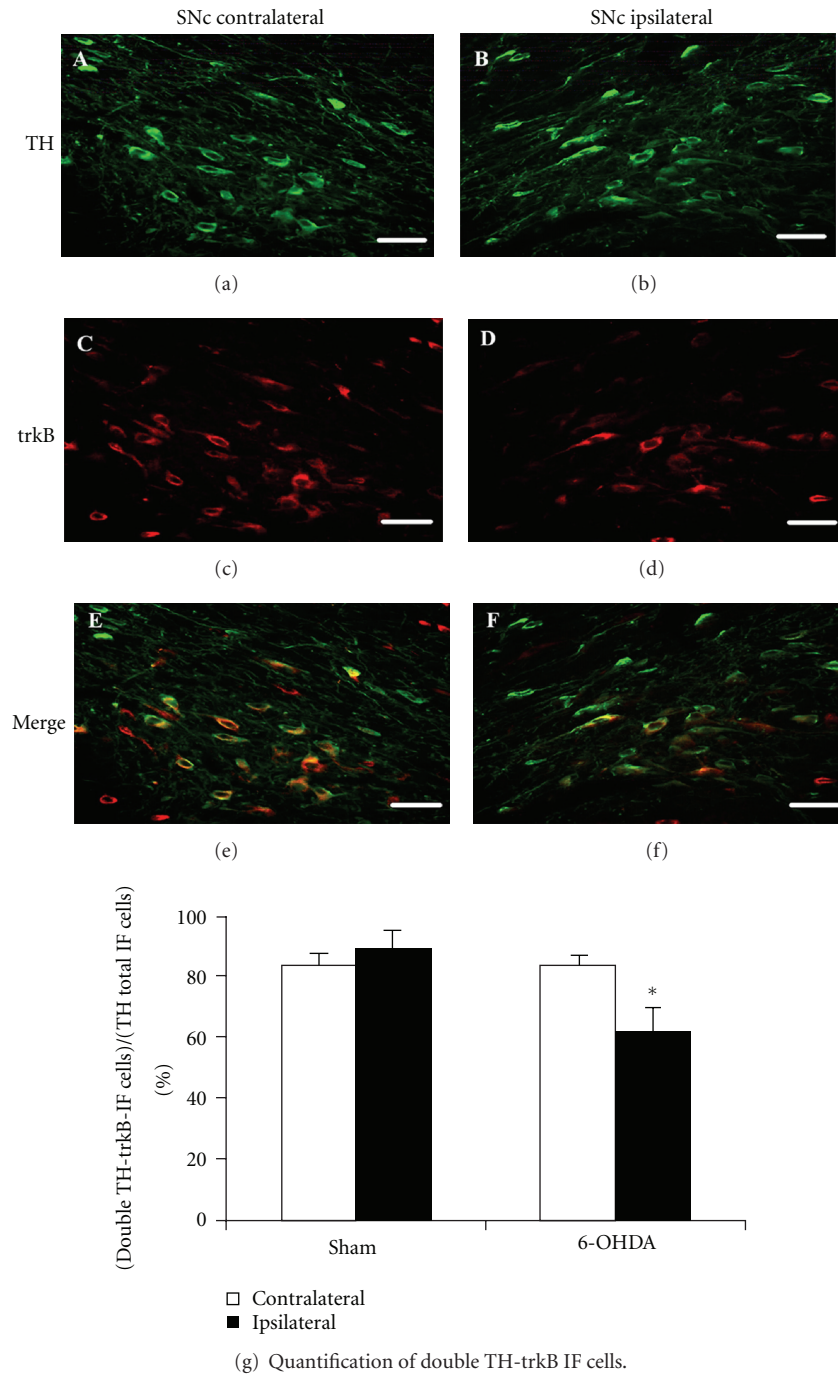 SNc contralateral
SNc ipsilateral
TH
A
B
(a)
(b)
trkB
C
D
(c)
(d)
Merge
E
F
(e)
(f)
(Double TH-trkB-IF cells)/(TH total IF cells)
(%)
100
80
60
40
20
0
*
Sham
6-OHDA
Contralateral
Ipsilateral
(g) Quantification of double TH-trkB IF cells.